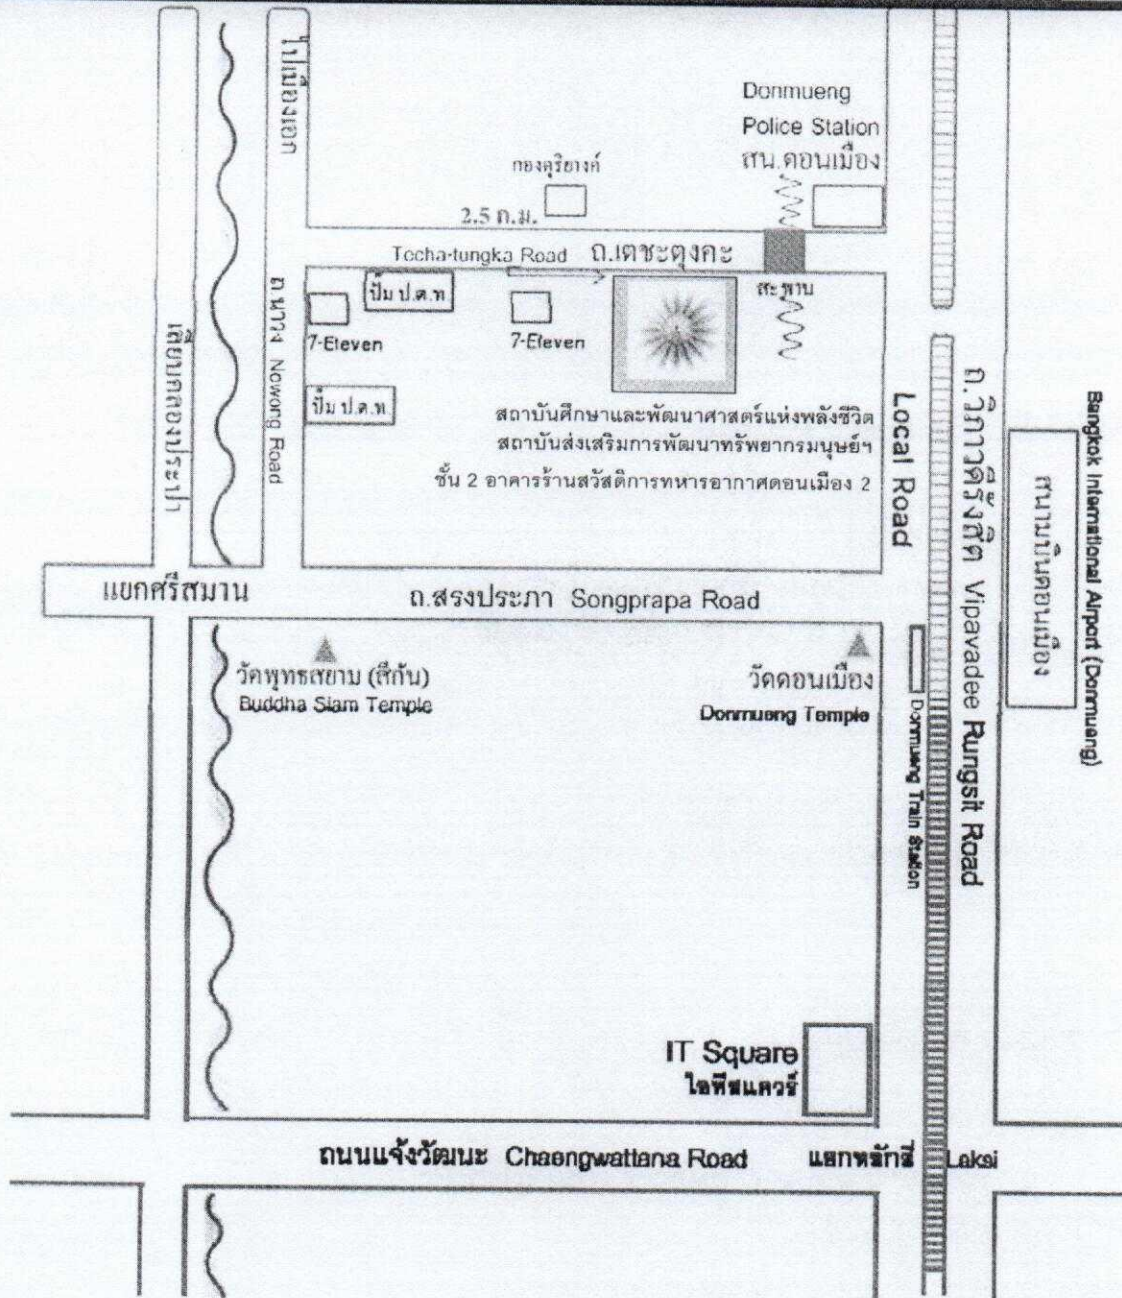 ไปเมืองเอก
Donmueng
Police Station
สน.ดอนเมือง
กองดุริยางค์
2.5 ก.ม.
Techa-tungka Road ถ.เตชะตุงคะ
สะพาน
ปั๊ม ป.ต.ท.
7-Eleven
7-Eleven
ปั๊ม ป.ต.ท.
ถ นาวง Nowong Road
เลียบคลองประปา
สถาบันศึกษาและพัฒนาศาสตร์แห่งพลังชีวิต
สถาบันส่งเสริมการพัฒนาทรัพยากรมนุษย์ฯ
ชั้น 2 อาคารร้านสวัสดิการทหารอากาศดอนเมือง 2
Local Road
ถ.วิภาวดีรังสิต Vipavadee Rungsit Road
สนามบินดอนเมือง
Bangkok International Airport (Donmuang)
แยกศรีสมาน
ถ.สรงประภา Songprapa Road
วัดพุทธสยาม (สีกัน)
Buddha Siam Temple
วัดดอนเมือง
Donmueng Temple
Donmueng Train Station
IT Square
ไอทีสแควร์
ถนนแจ้งวัฒนะ Chaengwattana Road
แยกหลักสี่ Laksi